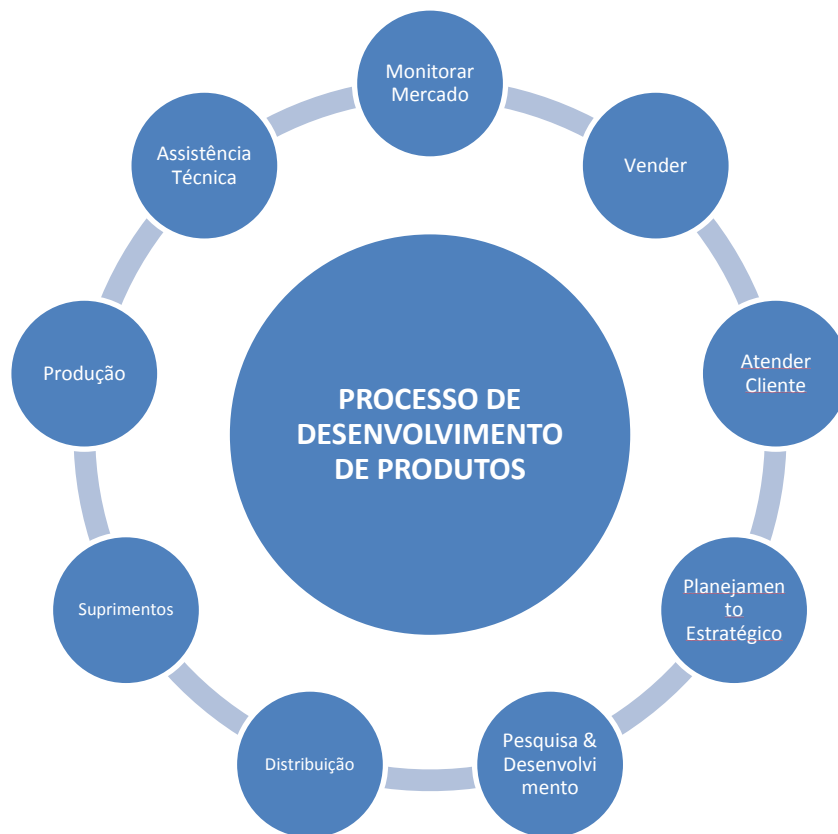 Monitorar
Mercado
Vender
Atender
Cliente
Planejamen
to
Estratégico
Pesquisa &
Desenvolvi
mento
Distribuição
Suprimentos
Produção
Assistência
Técnica
PROCESSO DE
DESENVOLVIMENTO
DE PRODUTOS